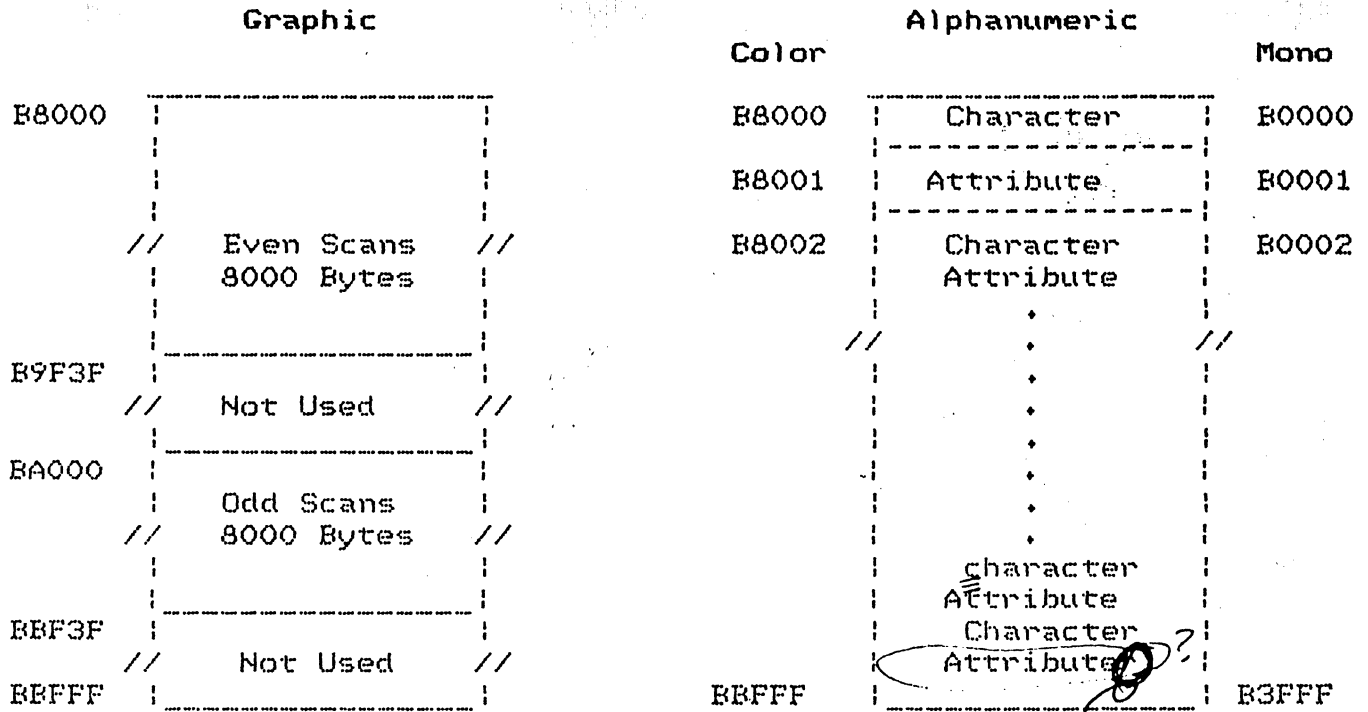 Graphic
Alphanumeric
Color Mono
B8000
Even Scans
8000 Bytes
B9F3F
Not Used
BA000
Odd Scans
8000 Bytes
BBF3F
Not Used
BBFFF
B8000 Character B0000
B8001 Attribute B0001
B8002 Character B0002
Attribute
character
Attribute
Character
Attribute ?
BBFFF B3FFF